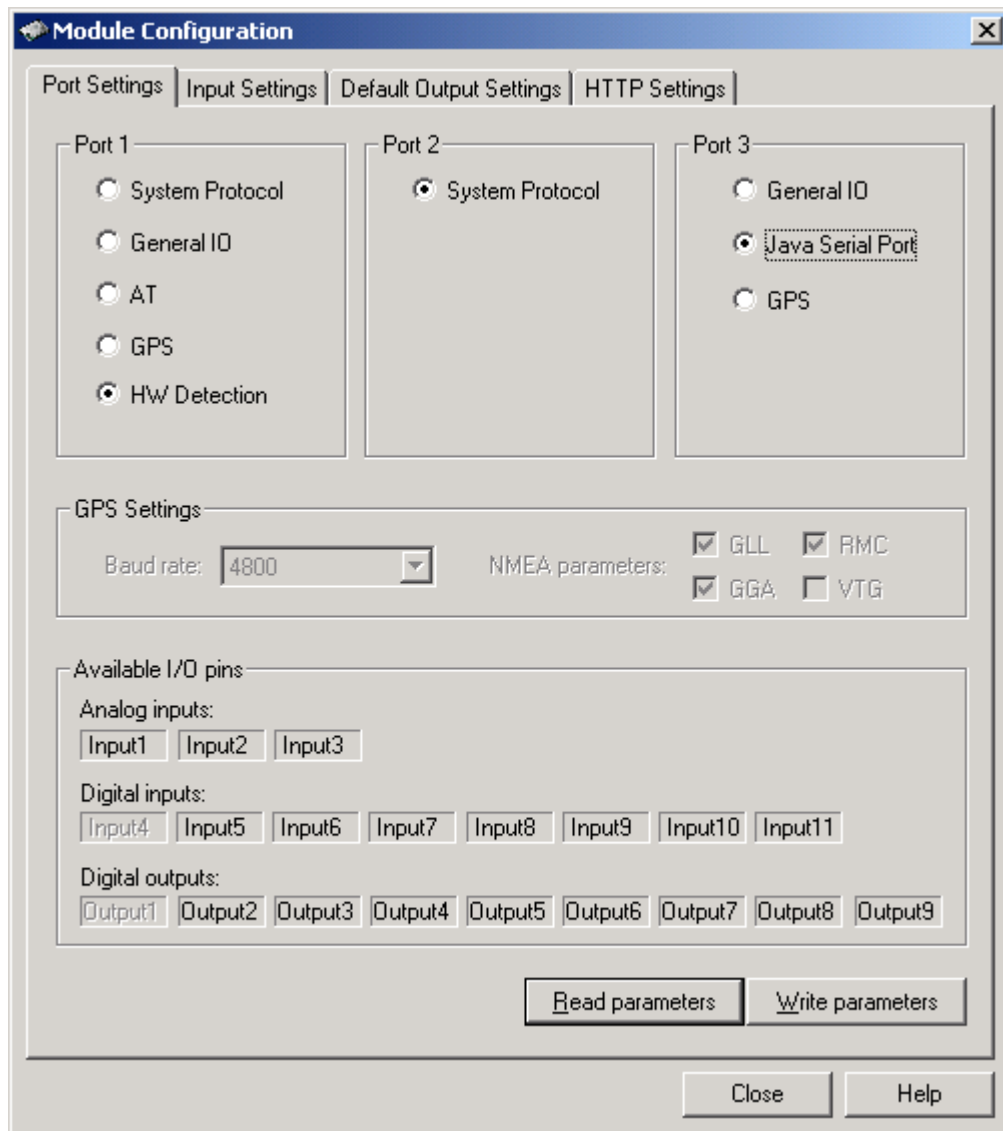 Module Configuration
Port Settings Input Settings Default Output Settings HTTP Settings
Port 1 Port 2 Port 3
System Protocol System Protocol General IO
General IO Java Serial Port
AT GPS
GPS
HW Detection
GPS Settings
Baud rate: 4800 NMEA parameters: GLL RMC
GGA VTG
Available I/O pins
Analog inputs:
Input1 Input2 Input3
Digital inputs:
Input4 Input5 Input6 Input7 Input8 Input9 Input10 Input11
Digital outputs:
Output1 Output2 Output3 Output4 Output5 Output6 Output7 Output8 Output9
Read parameters Write parameters
Close Help